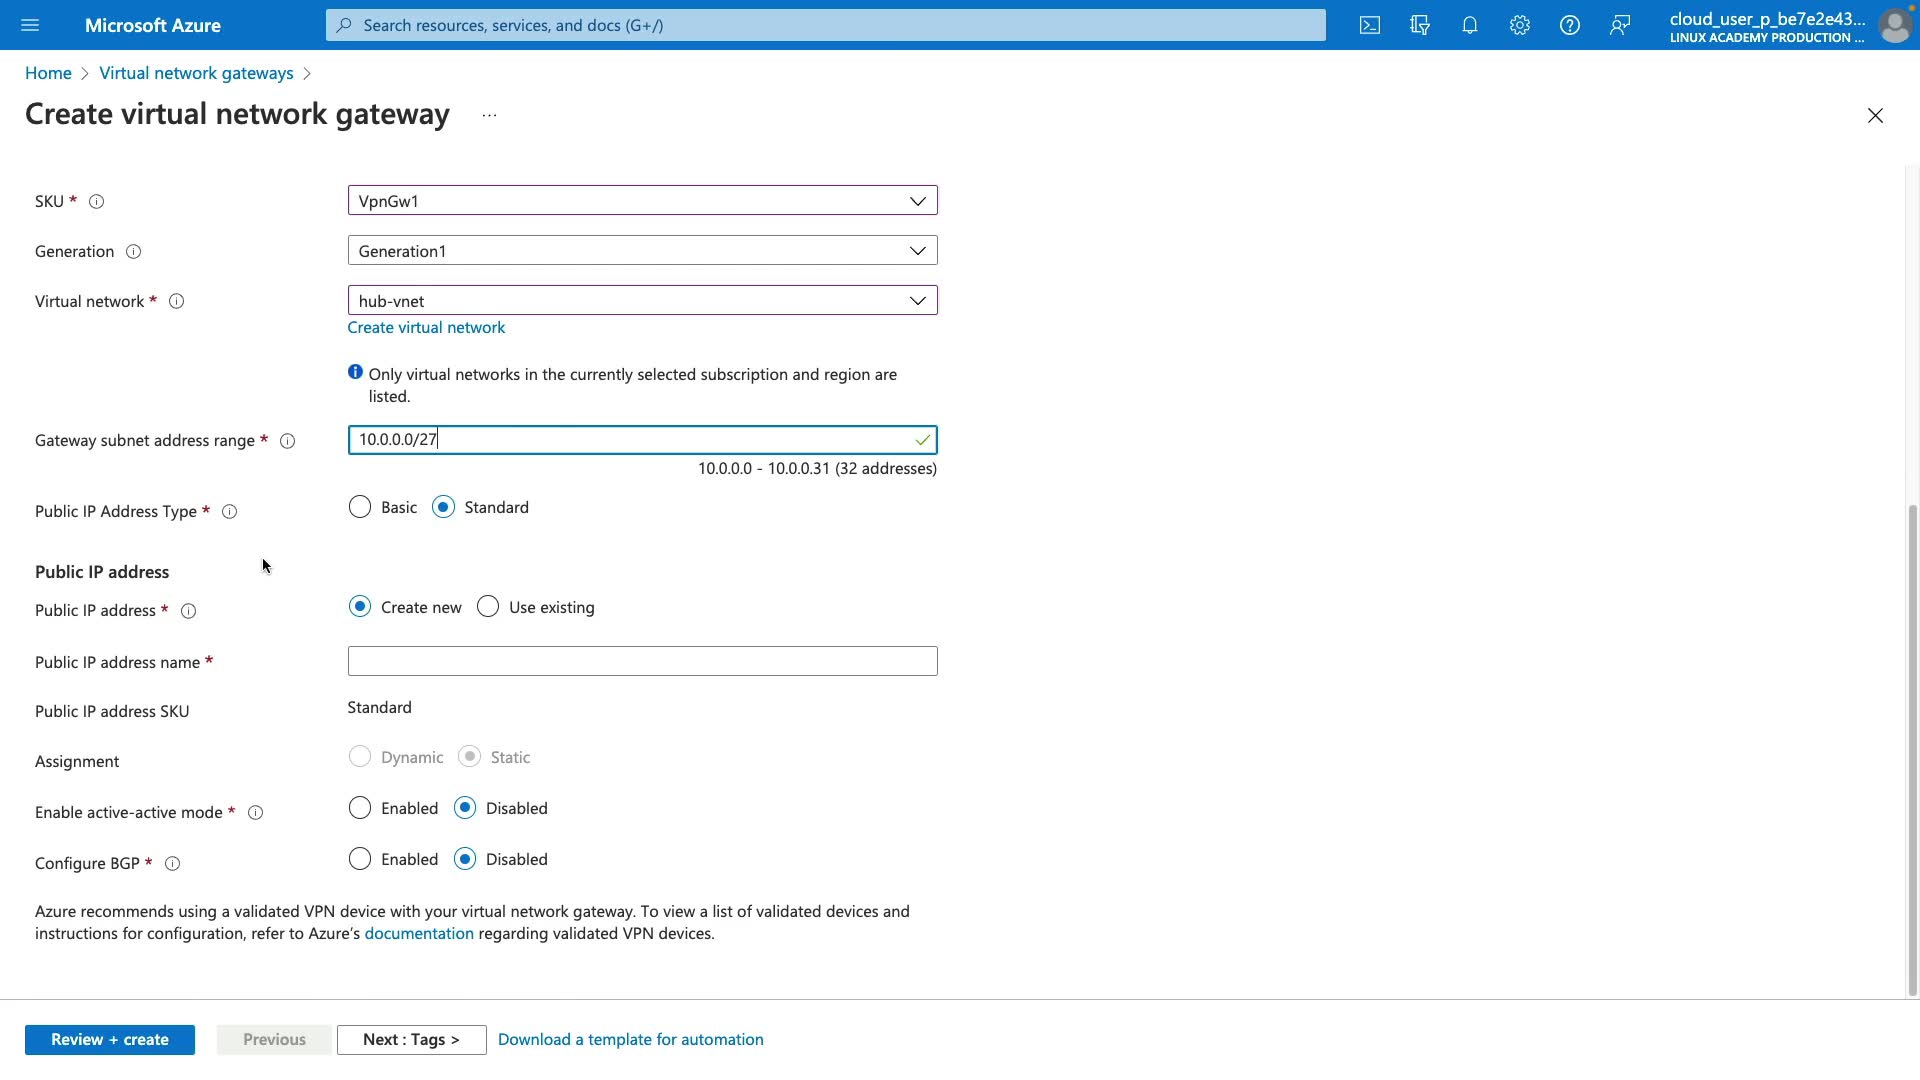 Microsoft Azure
Search resources, services, and docs (G+/)
cloud_user_p_be7e2e43...
LINUX ACADEMY PRODUCTION ...
Home > Virtual network gateways >
Create virtual network gateway ...
SKU *
VpnGw1
Generation
Generation1
Virtual network *
hub-vnet
Create virtual network
Only virtual networks in the currently selected subscription and region are
listed.
Gateway subnet address range *
10.0.0.0/27
10.0.0.0 - 10.0.0.31 (32 addresses)
Public IP Address Type *
Basic Standard
Public IP address
Public IP address *
Create new Use existing
Public IP address name *
Public IP address SKU
Standard
Assignment
Dynamic Static
Enable active-active mode *
Enabled Disabled
Configure BGP *
Enabled Disabled
Azure recommends using a validated VPN device with your virtual network gateway. To view a list of validated devices and
instructions for configuration, refer to Azure's documentation regarding validated VPN devices.
Review + create
Previous
Next : Tags >
Download a template for automation